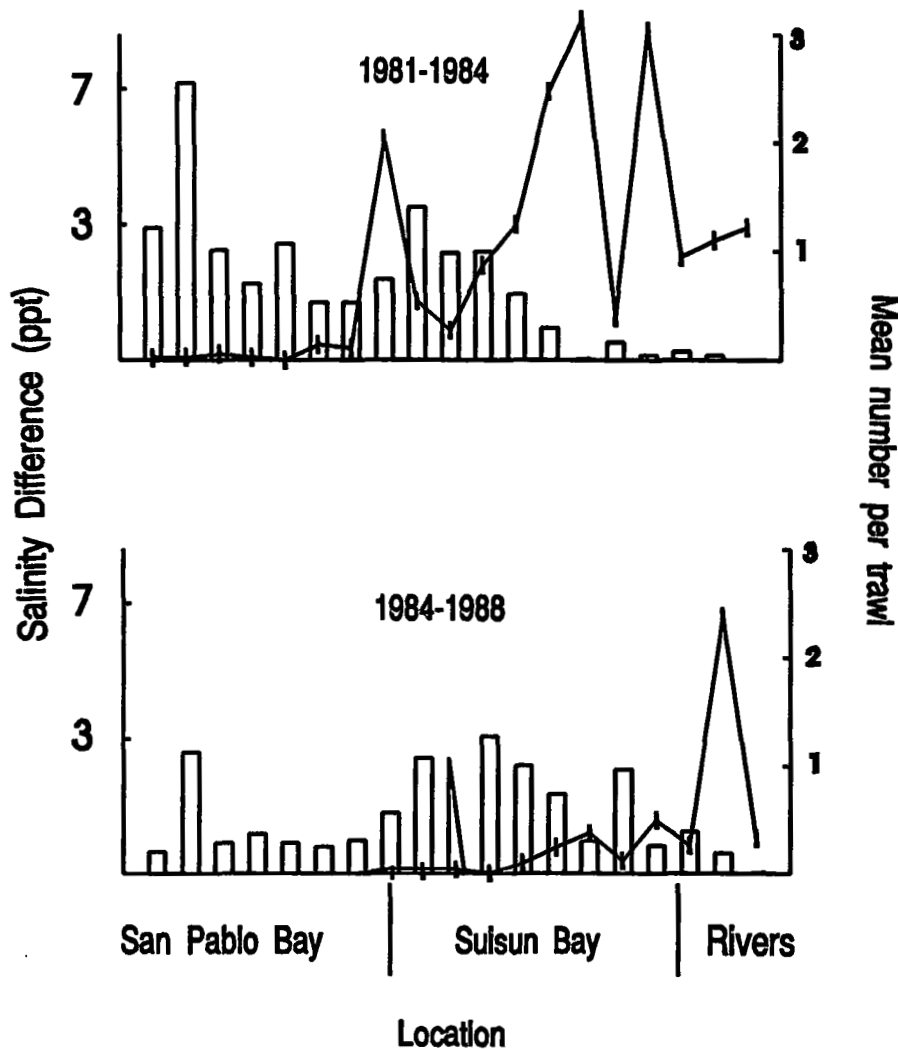 1981-1984
7
3
3
2
1
Salinity Difference (ppt)
Mean number per trawl
1984-1988
7
3
3
2
1
San Pablo Bay
Suisun Bay
Rivers
Location